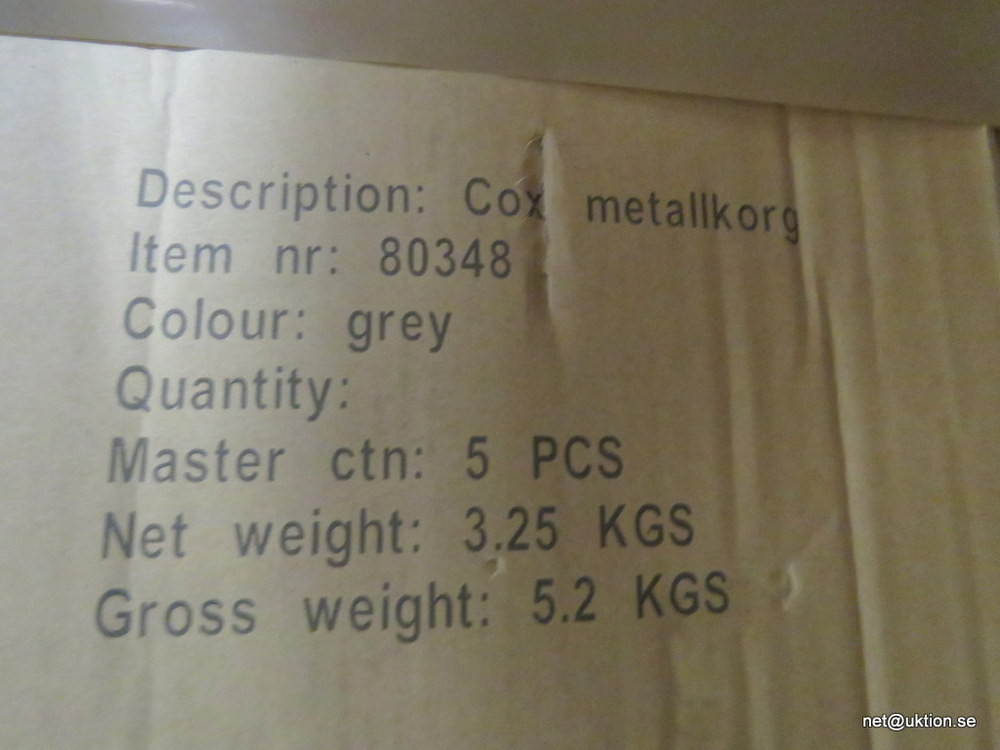 Description: Cox metallkorg
Item nr: 80348
Colour: grey
Quantity:
Master ctn: 5 PCS
Net weight: 3.25 KGS
Gross weight: 5.2 KGS
net@uktion.se